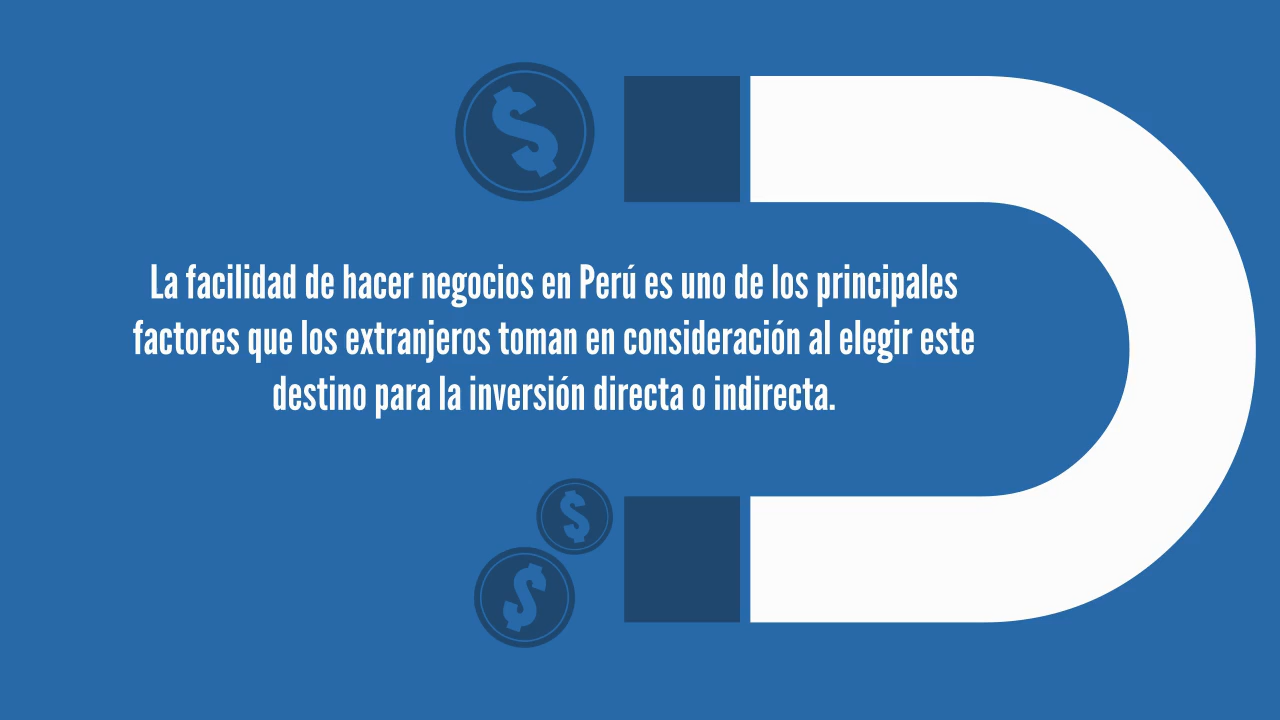 La facilidad de hacer negocios en Perú es uno de los principales
factores que los extranjeros toman en consideración al elegir este
destino para la inversión directa o indirecta.